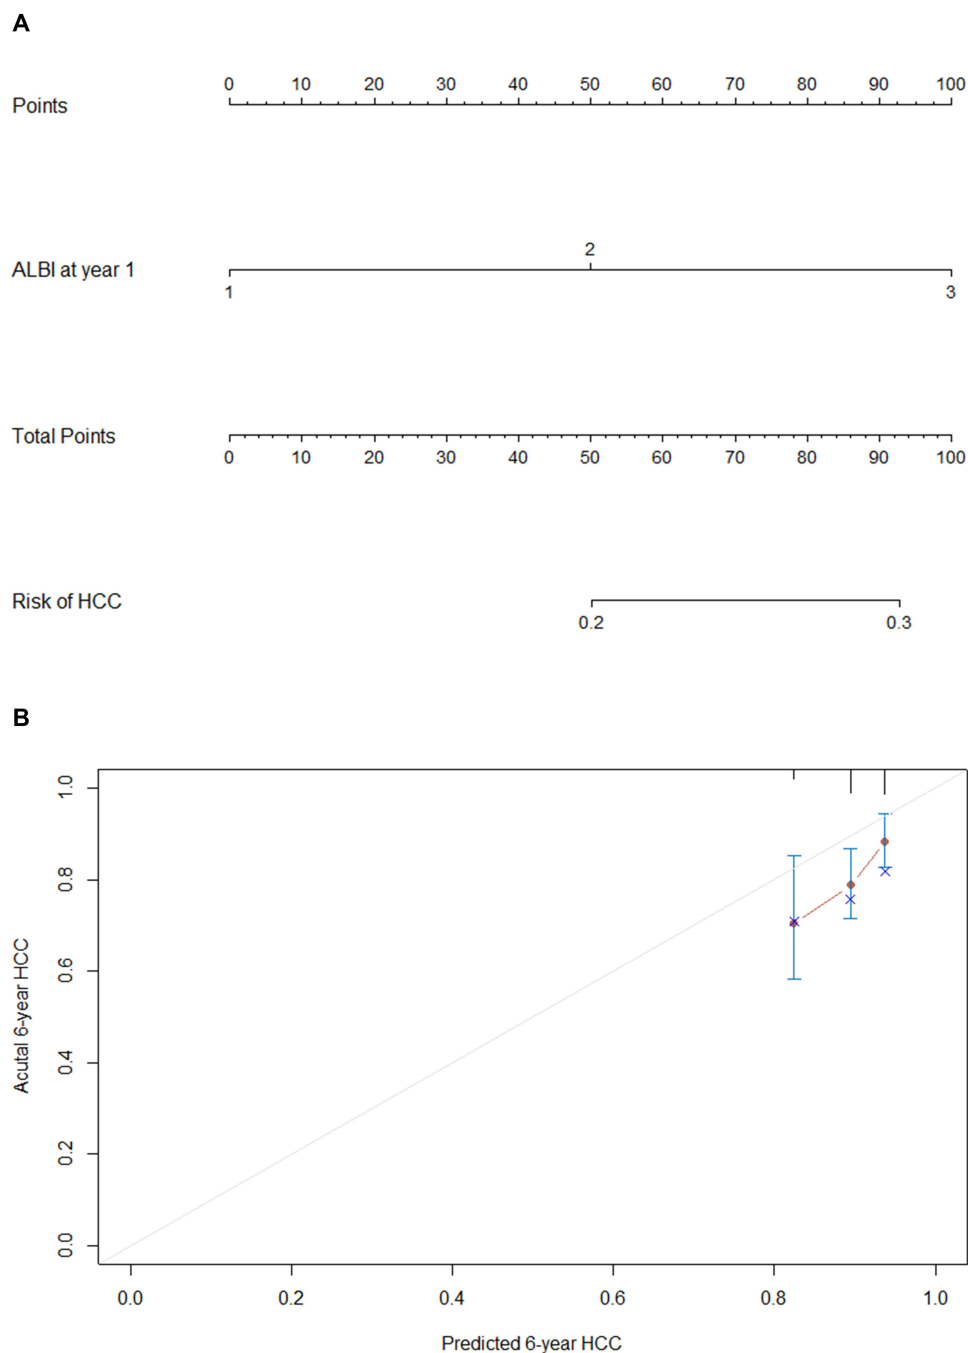 A
0 10 20 30 40 50 60 70 80 90 100
Points
2
ALBI at year 1
1 3
Total Points
0 10 20 30 40 50 60 70 80 90 100
Risk of HCC
0.2 0.3
B
1.0
0.8
0.6
0.4
0.2
0.0
Acutal 6-year HCC
0.0 0.2 0.4 0.6 0.8 1.0
Predicted 6-year HCC